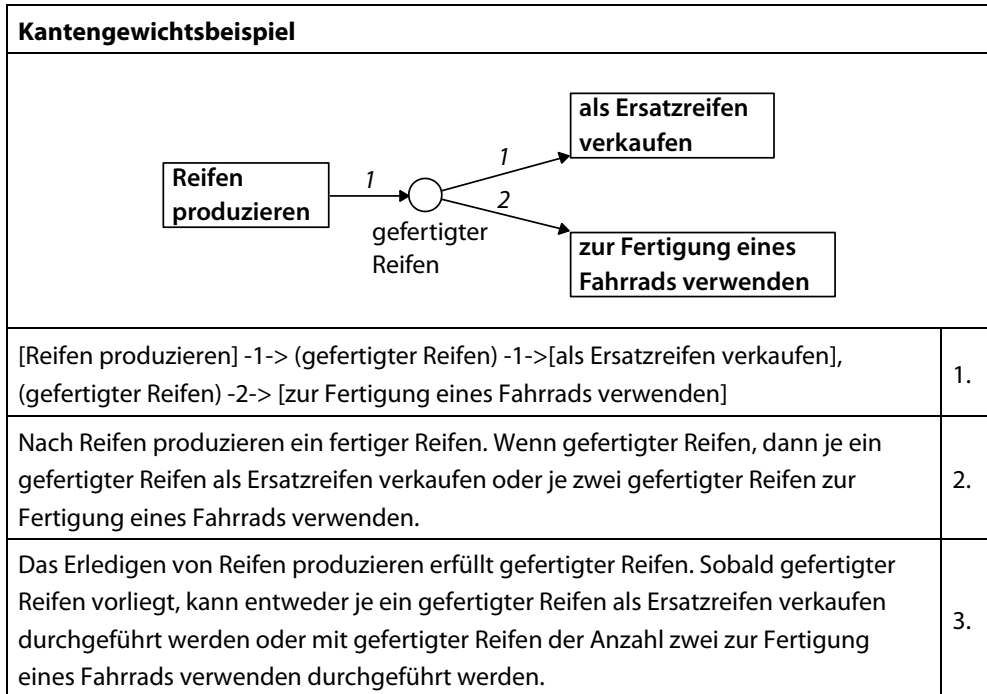 Kantengewichtsbeispiel
als Ersatzreifen
verkaufen
1
Reifen
produzieren
1
2
gefertigter
Reifen
zur Fertigung eines
Fahrrads verwenden
[Reifen produzieren] -1-> (gefertigter Reifen) -1->[als Ersatzreifen verkaufen],
(gefertigter Reifen) -2-> [zur Fertigung eines Fahrrads verwenden]
1.
Nach Reifen produzieren ein fertiger Reifen. Wenn gefertigter Reifen, dann je ein
gefertigter Reifen als Ersatzreifen verkaufen oder je zwei gefertigter Reifen zur
Fertigung eines Fahrrads verwenden.
2.
Das Erledigen von Reifen produzieren erfüllt gefertigter Reifen. Sobald gefertigter
Reifen vorliegt, kann entweder je ein gefertigter Reifen als Ersatzreifen verkaufen
durchgeführt werden oder mit gefertigter Reifen der Anzahl zwei zur Fertigung
eines Fahrrads verwenden durchgeführt werden.
3.